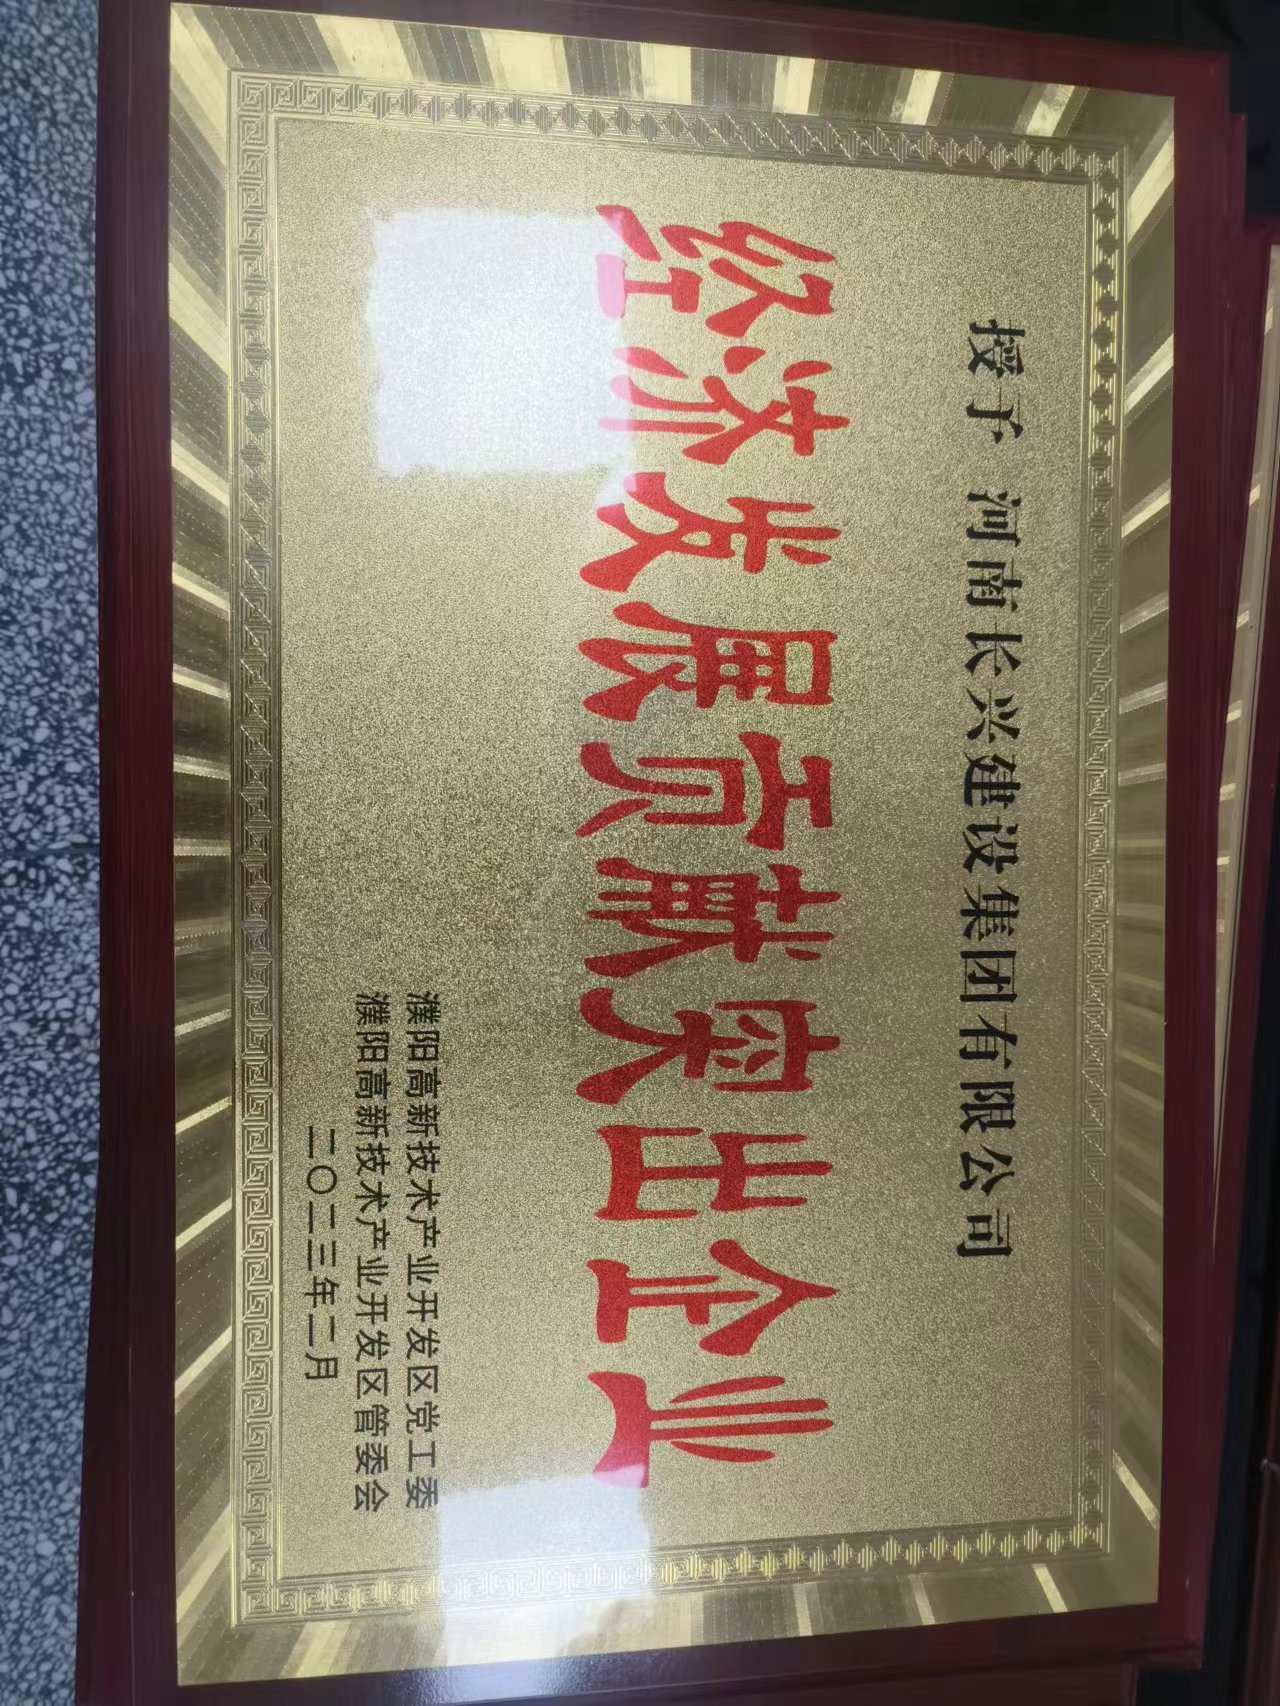 授予 河南长兴建设集团有限公司
经济发展贡献突出企业
濮阳高新技术产业开发区党工委
濮阳高新技术产业开发区管委会
二〇二三年二月